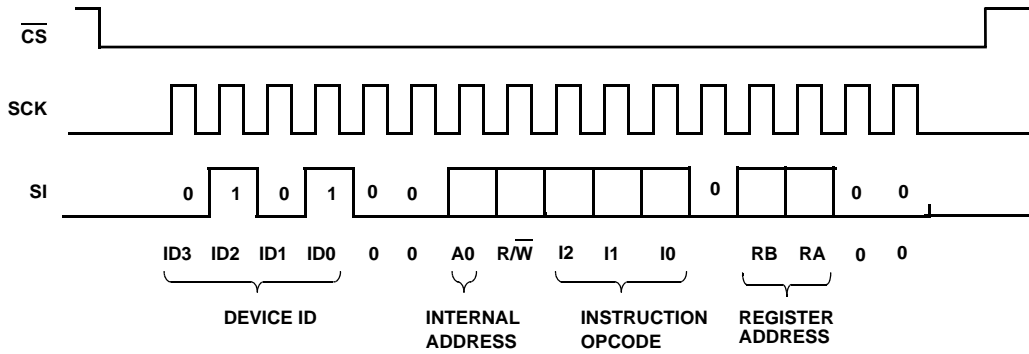 CS
SCK
SI 0 1 0 1 0 0 0 0 0
ID3 ID2 ID1 ID0 0 0 A0 R/W I2 I1 I0 RB RA 0 0
DEVICE ID INTERNAL ADDRESS INSTRUCTION OPCODE REGISTER ADDRESS